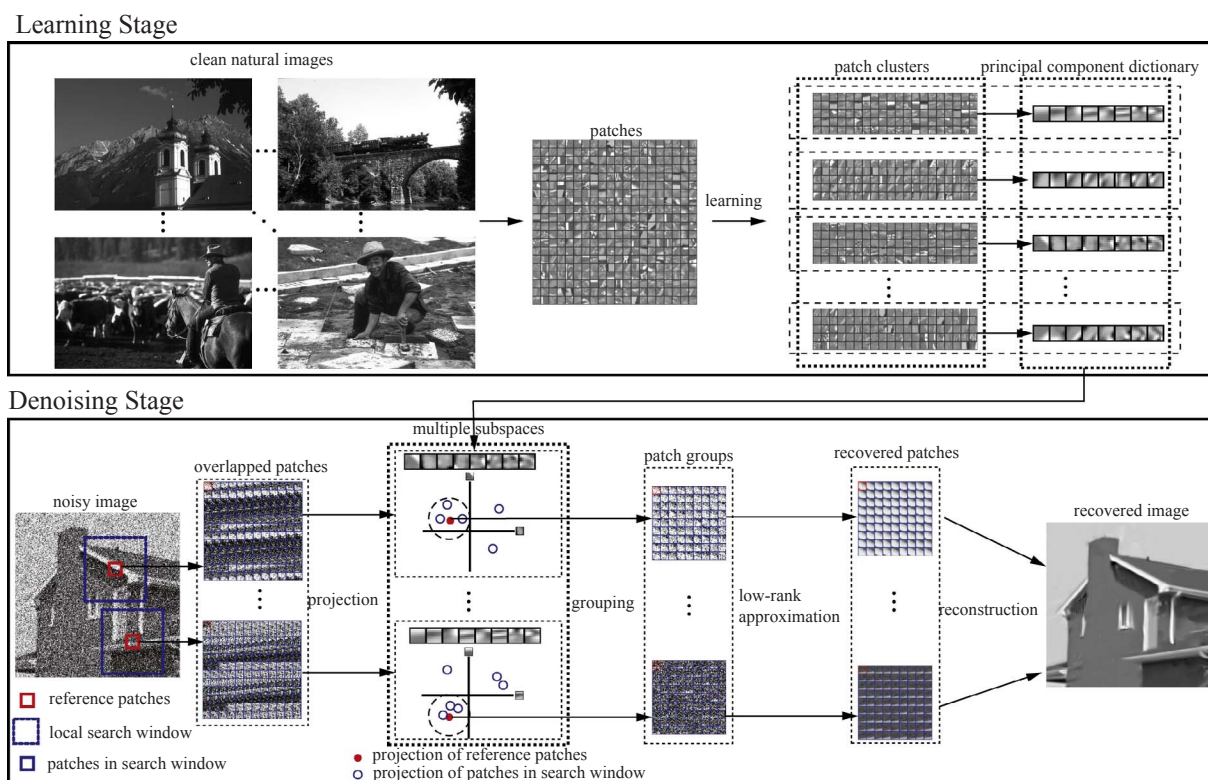 Learning Stage
clean natural images
patches
learning
patch clusters
principal component dictionary
Denoising Stage
multiple subspaces
overlapped patches
patch groups
recovered patches
noisy image
recovered image
projection
grouping
low-rank
approximation
reconstruction
reference patches
local search window
patches in search window
projection of reference patches
projection of patches in search window